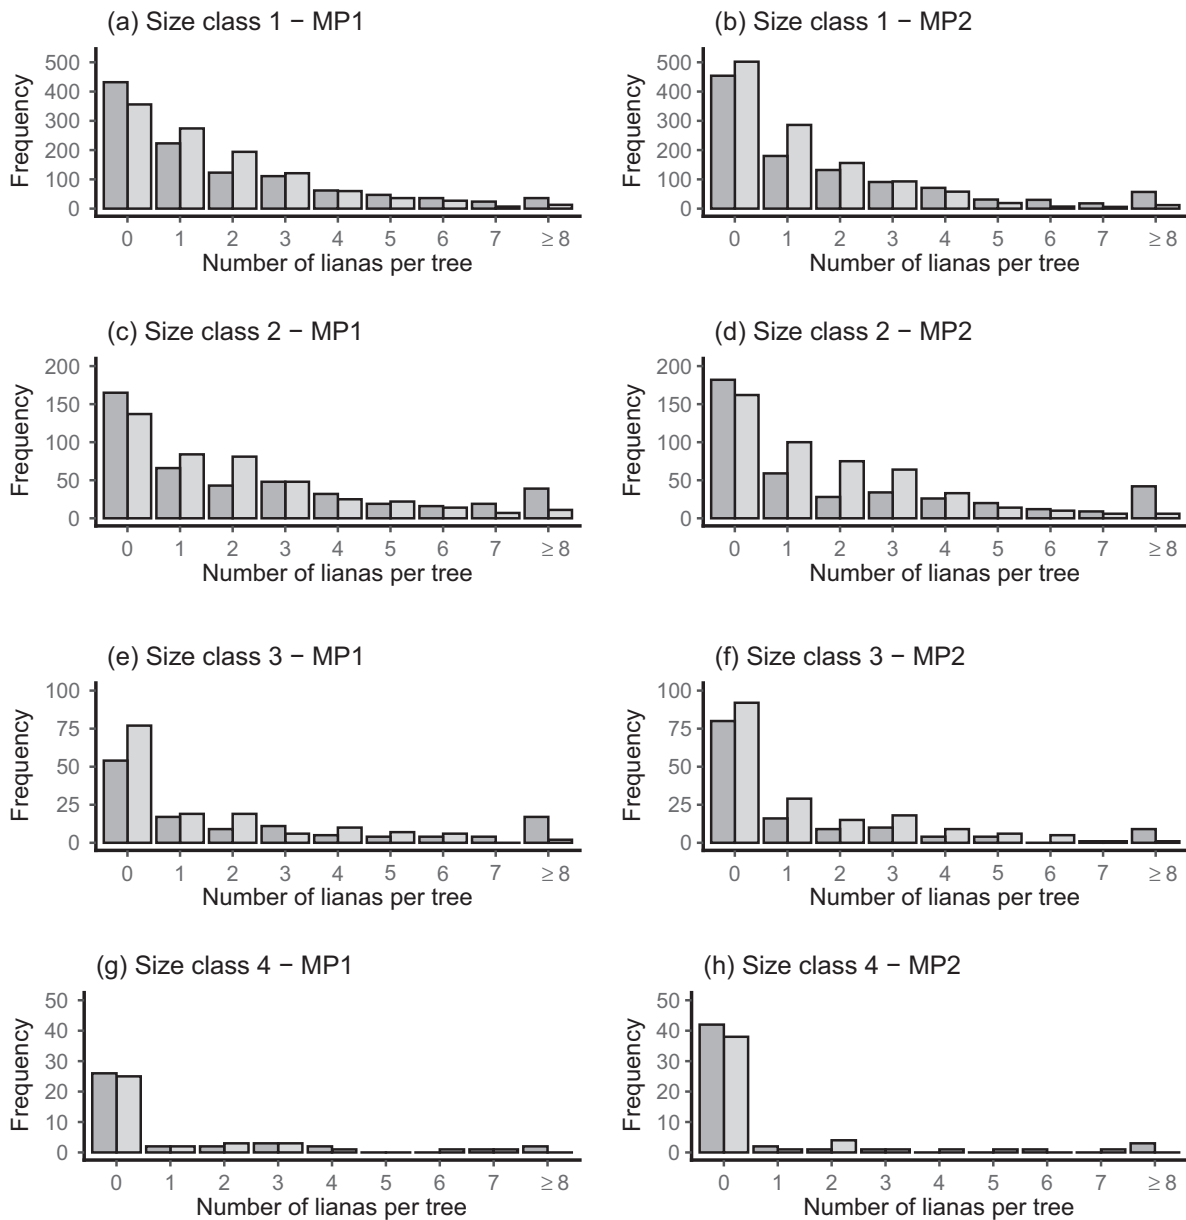 (a) Size class 1 − MP1
Frequency
500
400
300
200
100
0
0 1 2 3 4 5 6 7 ≥ 8
Number of lianas per tree
(b) Size class 1 − MP2
Frequency
500
400
300
200
100
0
0 1 2 3 4 5 6 7 ≥ 8
Number of lianas per tree
(c) Size class 2 − MP1
Frequency
200
150
100
50
0
0 1 2 3 4 5 6 7 ≥ 8
Number of lianas per tree
(d) Size class 2 − MP2
Frequency
200
150
100
50
0
0 1 2 3 4 5 6 7 ≥ 8
Number of lianas per tree
(e) Size class 3 − MP1
Frequency
100
75
50
25
0
0 1 2 3 4 5 6 7 ≥ 8
Number of lianas per tree
(f) Size class 3 − MP2
Frequency
100
75
50
25
0
0 1 2 3 4 5 6 7 ≥ 8
Number of lianas per tree
(g) Size class 4 − MP1
Frequency
50
40
30
20
10
0
0 1 2 3 4 5 6 7 ≥ 8
Number of lianas per tree
(h) Size class 4 − MP2
Frequency
50
40
30
20
10
0
0 1 2 3 4 5 6 7 ≥ 8
Number of lianas per tree